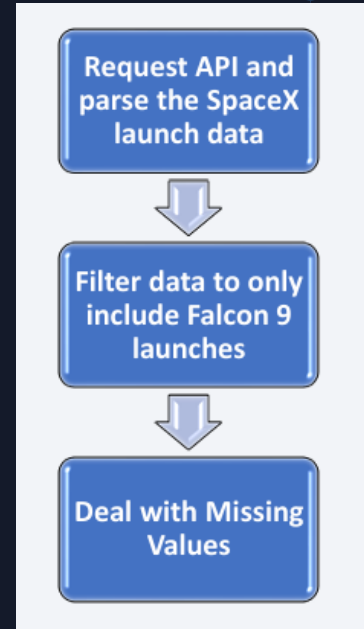 Request API and
parse the SpaceX
launch data
Filter data to only
include Falcon 9
launches
Deal with Missing
Values